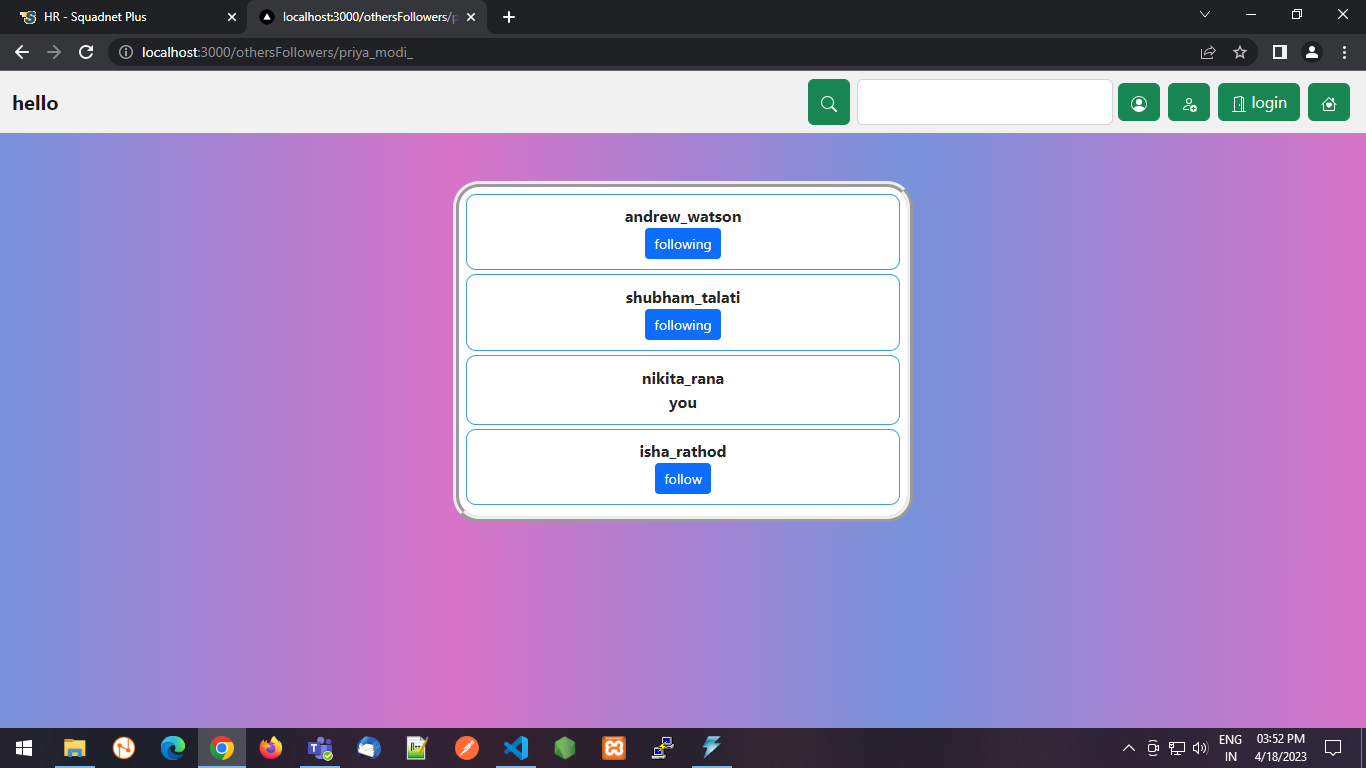 HR - Squadnet Plus
localhost:3000/othersFollowers/p
localhost:3000/othersFollowers/priya_modi_
hello
login
andrew_watson
following
shubham_talati
following
nikita_rana
you
isha_rathod
follow
ENG
IN
03:52 PM
4/18/2023